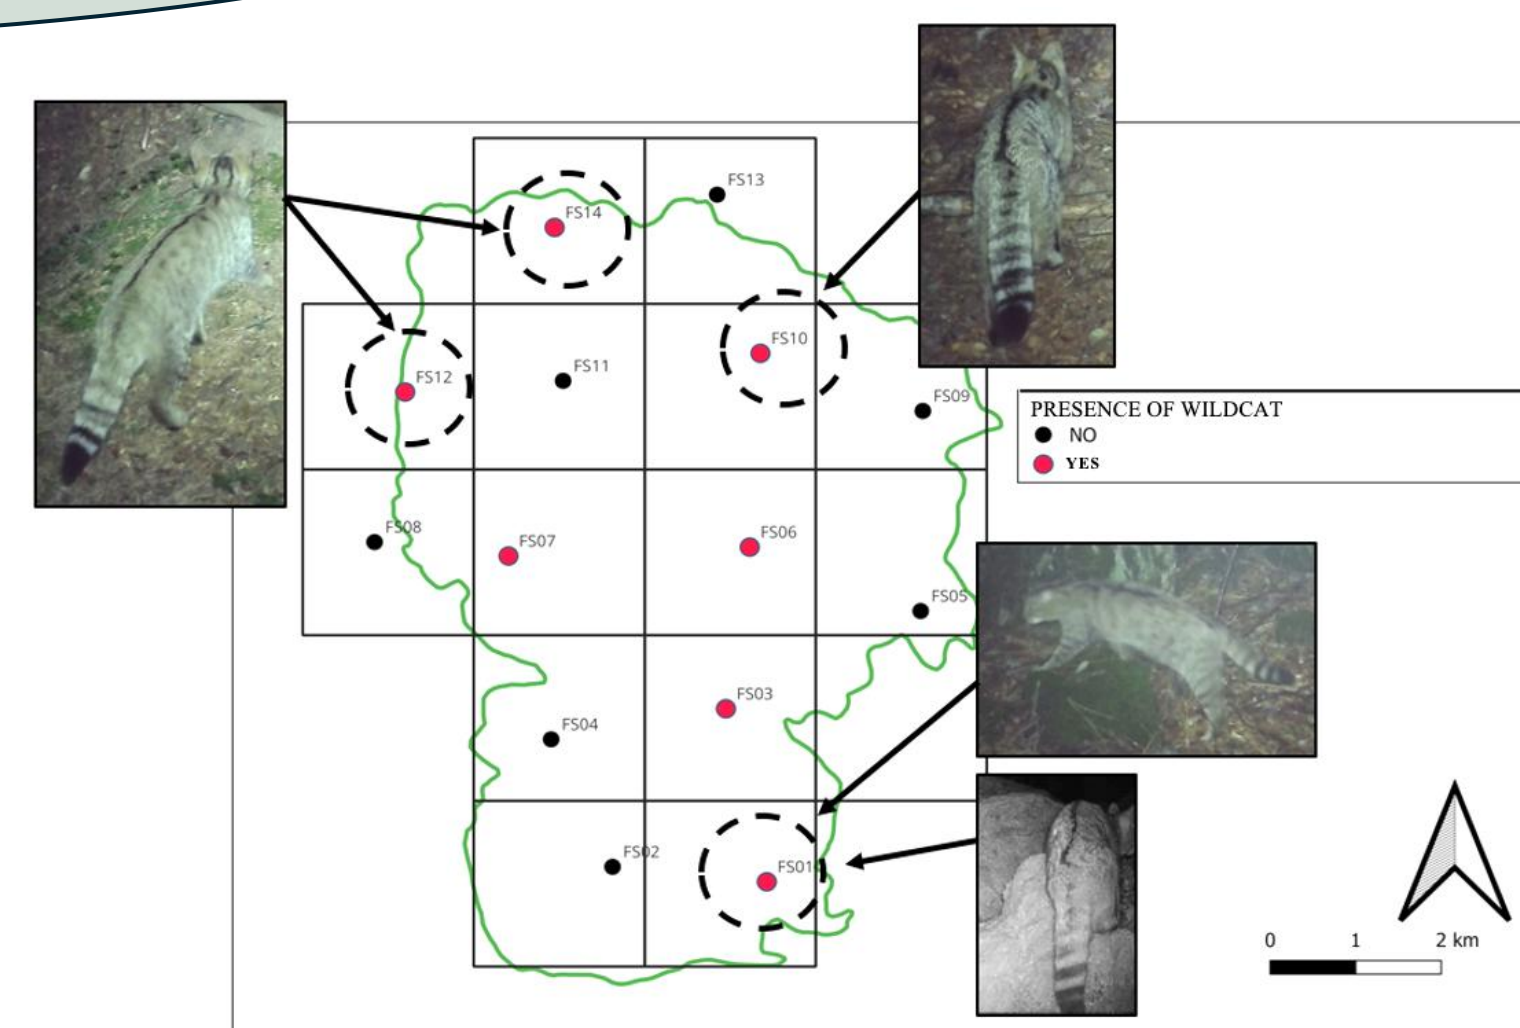 FS13
FS14
FS10
FS11
FS12
FS09
PRESENCE OF WILDCAT
NO
YES
FS08
FS07
FS06
FS05
FS03
FS04
FS02
FS01
0 1 2 km